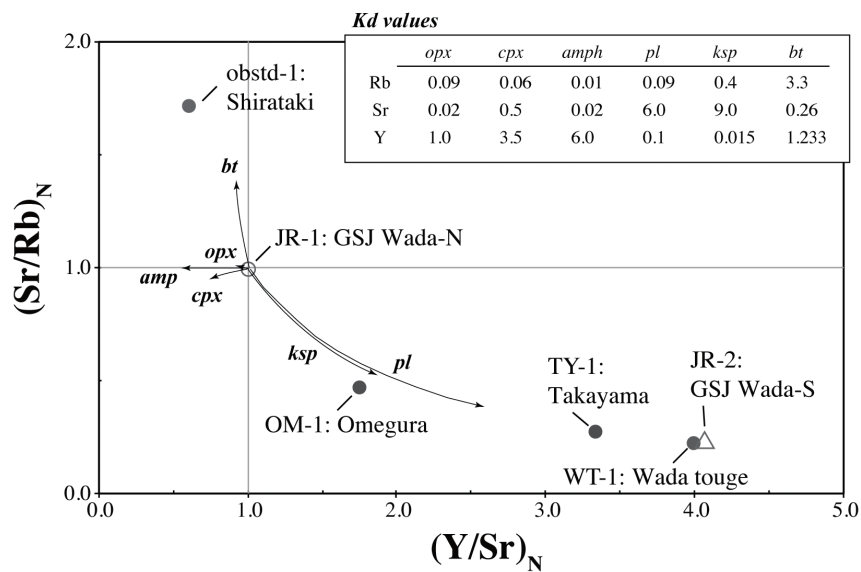 Kd values
opx cpx amph pl ksp bt
Rb 0.09 0.06 0.01 0.09 0.4 3.3
Sr 0.02 0.5 0.02 6.0 9.0 0.26
Y 1.0 3.5 6.0 0.1 0.015 1.233
2.0
1.0
0.0
(Sr/Rb)N
obstd-1:
Shirataki
bt
JR-1: GSJ Wada-N
opx
amp
cpx
ksp
pl
OM-1: Omegura
TY-1:
Takayama
JR-2:
GSJ Wada-S
WT-1: Wada touge
0.0 1.0 2.0 3.0 4.0 5.0
(Y/Sr)N